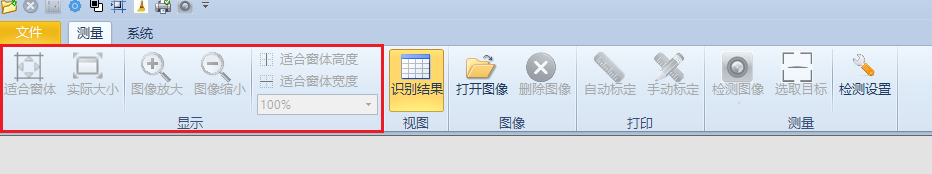 文件 测量 系统
适合窗体 实际大小 图像放大 图像缩小 适合窗体高度
适合窗体宽度
100%
显示
识别结果
视图
打开图像 删除图像
图像
自动标定 手动标定
打印
检测图像 选取目标 检测设置
测量